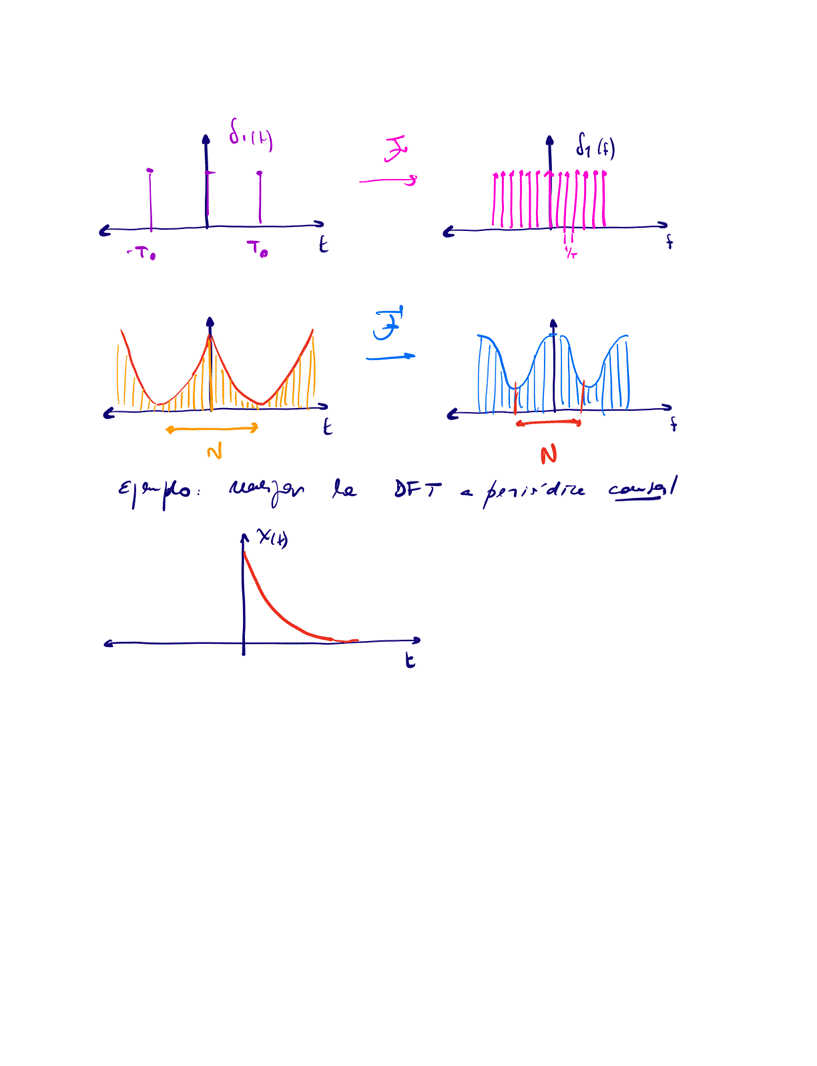 δ₁(t) ℱ δ₁(f)
-T₀ T₀ t 1/T f
ℱ
t f
N N
Ejemplo: realizar la DFT a periódica causal
x(t)
t